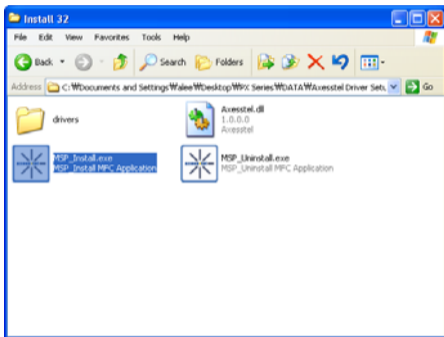 Install 32
File Edit View Favorites Tools Help
Back Search Folders
Address C:₩Documents and Settings₩alee₩Desktop₩PX Series₩DATA₩Axesstel Driver Setu Go
drivers
Axesstel.dll
1.0.0.0
Axesstel
MSP_Install.exe
MSP_Install MFC Application
MSP_Uninstall.exe
MSP_Uninstall MFC Application